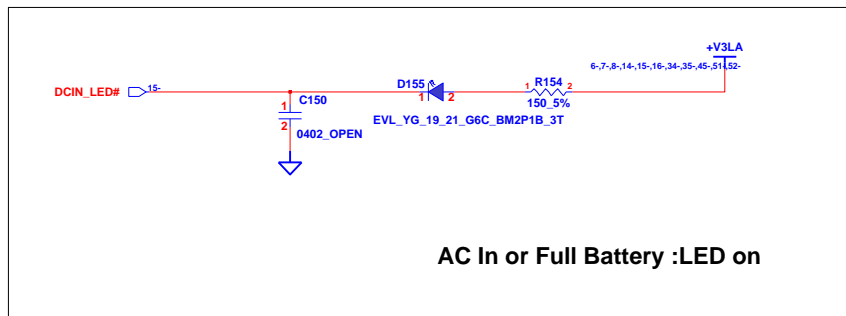 +V3LA
6-,7-,8-,14-,15-,16-,34-,35-,45-,51-,52-
D155
R154
DCIN_LED#
15-
1
2
1
2
C150
150_5%
1
2
EVL_YG_19_21_G6C_BM2P1B_3T
0402_OPEN
AC In or Full Battery :LED on